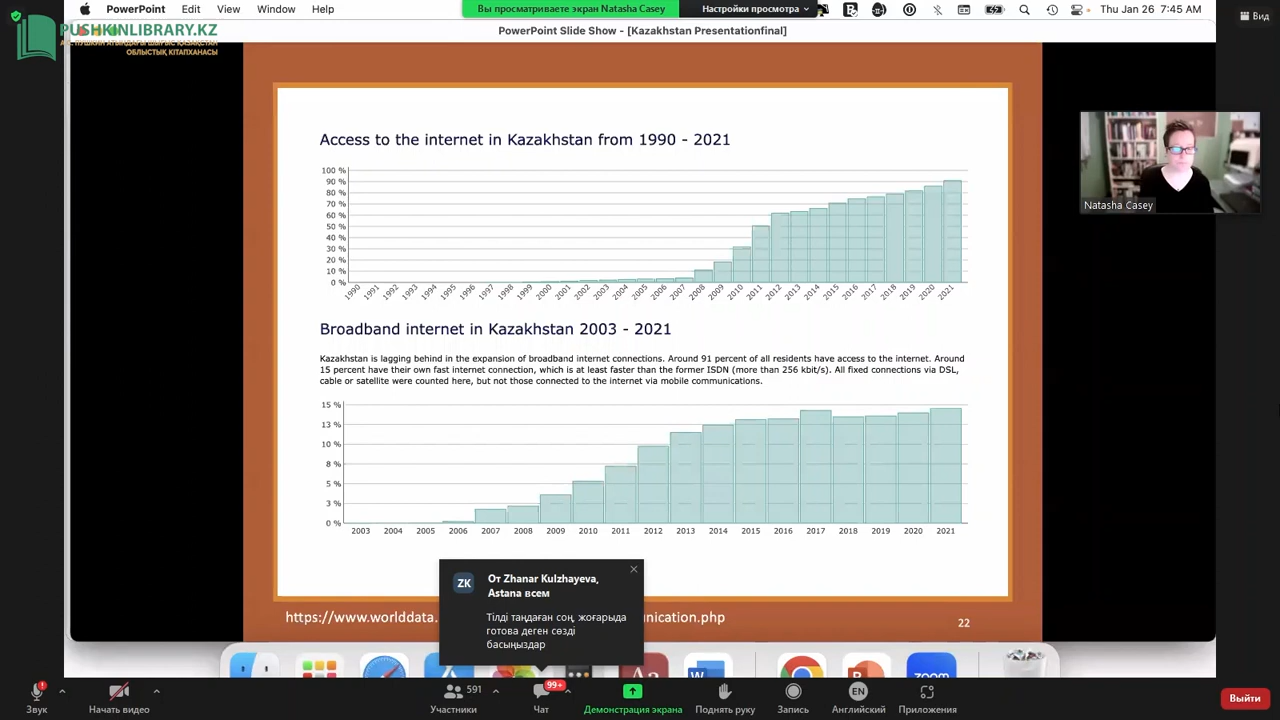 PowerPoint Edit View Window Help
Вы просматриваете экран Natasha Casey
Настройки просмотра
Thu Jan 26 7:45 AM
Вид
PUSHKINLIBRARY.KZ
ОБЛЫСТЫҚ КІТАПХАНАСЫ
PowerPoint Slide Show - [Kazakhstan Presentationfinal]
Access to the internet in Kazakhstan from 1990 - 2021
100 %
90 %
80 %
70 %
60 %
50 %
40 %
30 %
20 %
10 %
0 %
1990 1991 1992 1993 1994 1995 1996 1997 1998 1999 2000 2001 2002 2003 2004 2005 2006 2007 2008 2009 2010 2011 2012 2013 2014 2015 2016 2017 2018 2019 2020 2021
Natasha Casey
Broadband internet in Kazakhstan 2003 - 2021
Kazakhstan is lagging behind in the expansion of broadband internet connections. Around 91 percent of all residents have access to the internet. Around
15 percent have their own fast internet connection, which is at least faster than the former ISDN (more than 256 kbit/s). All fixed connections via DSL,
cable or satellite were counted here, but not those connected to the internet via mobile communications.
15 %
13 %
10 %
8 %
5 %
3 %
0 %
2003 2004 2005 2006 2007 2008 2009 2010 2011 2012 2013 2014 2015 2016 2017 2018 2019 2020 2021
ZK
От Zhanar Kulzhayeva,
Astana всем
Тілді таңдаған соң, жоғарыда
готова деген сөзді
басыңыздар
https://www.worlddata. nication.php
22
W
zoom
Звук
Начать видео
591
Участники
99+
Чат
Демонстрация экрана
Поднять руку
Запись
EN
Английский
Приложения
Выйти